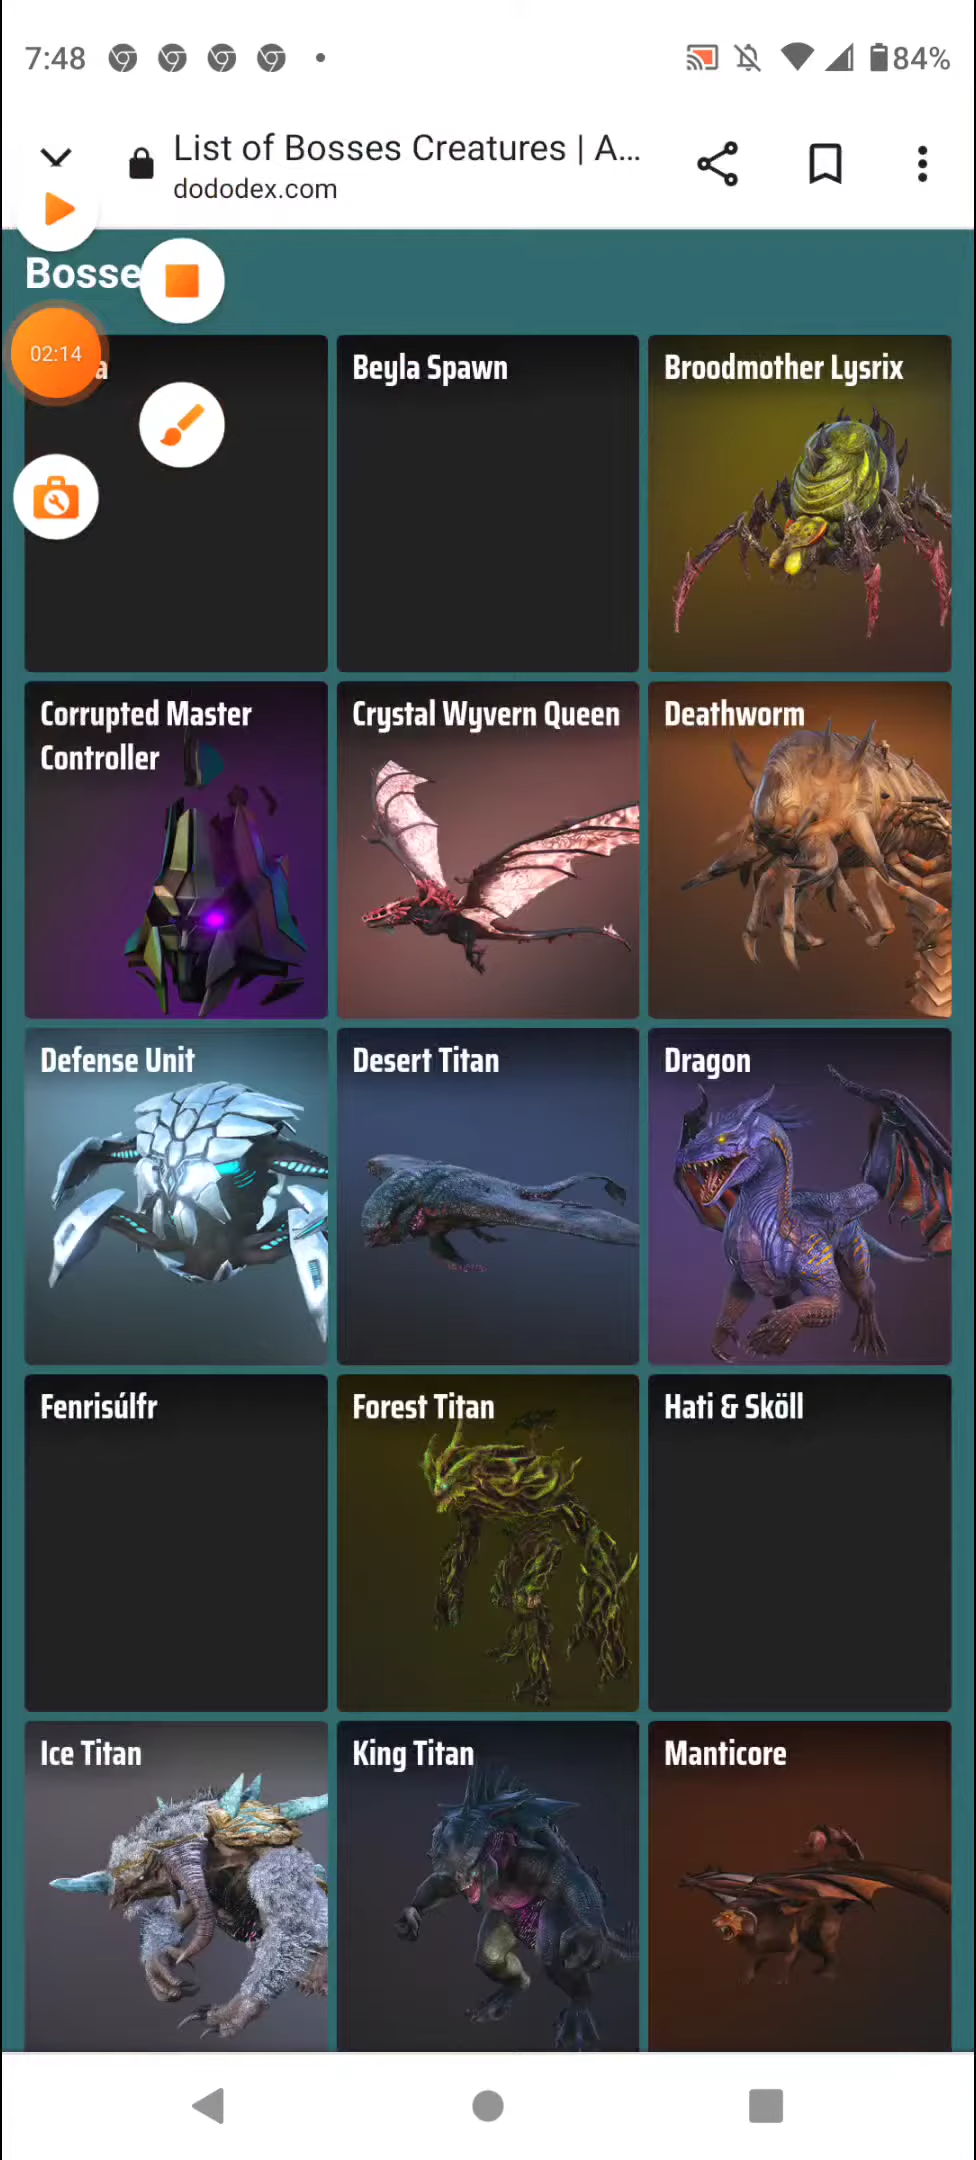 7:48
84%
List of Bosses Creatures | A...
dododex.com
Bosse
02:14
a
Beyla Spawn
Broodmother Lysrix
Corrupted Master
Controller
Crystal Wyvern Queen
Deathworm
Defense Unit
Desert Titan
Dragon
Fenrisúlfr
Forest Titan
Hati & Sköll
Ice Titan
King Titan
Manticore